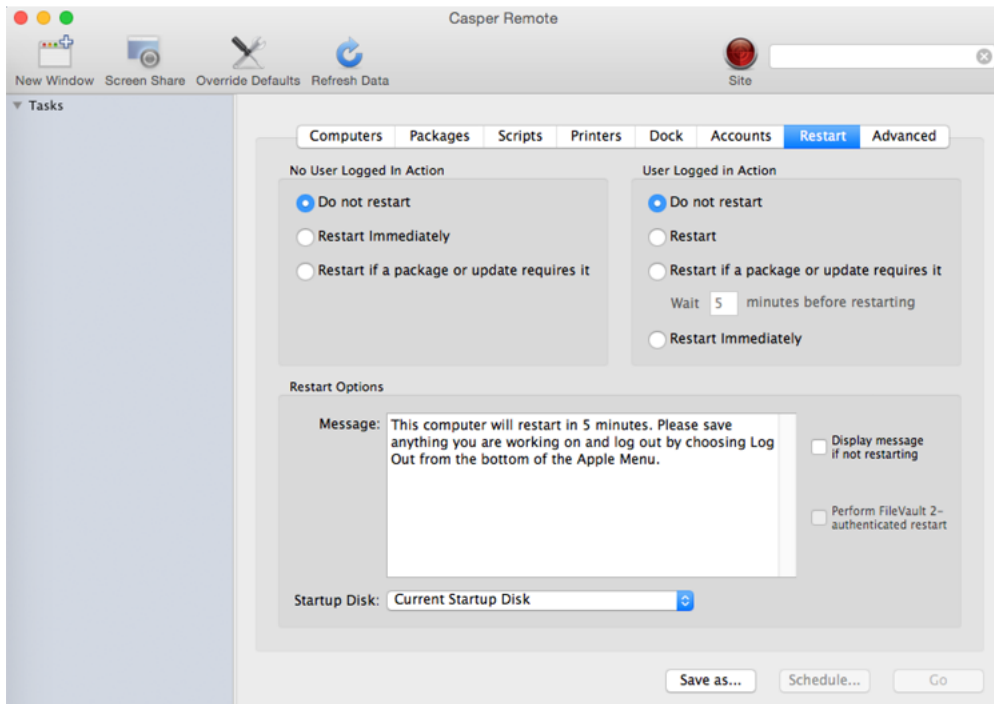 Casper Remote
New Window Screen Share Override Defaults Refresh Data Site
Tasks
Computers Packages Scripts Printers Dock Accounts Restart Advanced
No User Logged In Action
Do not restart
Restart Immediately
Restart if a package or update requires it
User Logged in Action
Do not restart
Restart
Restart if a package or update requires it
Wait 5 minutes before restarting
Restart Immediately
Restart Options
Message:
This computer will restart in 5 minutes. Please save
anything you are working on and log out by choosing Log
Out from the bottom of the Apple Menu.
Display message
if not restarting
Perform FileVault 2-
authenticated restart
Startup Disk: Current Startup Disk
Save as... Schedule... Go